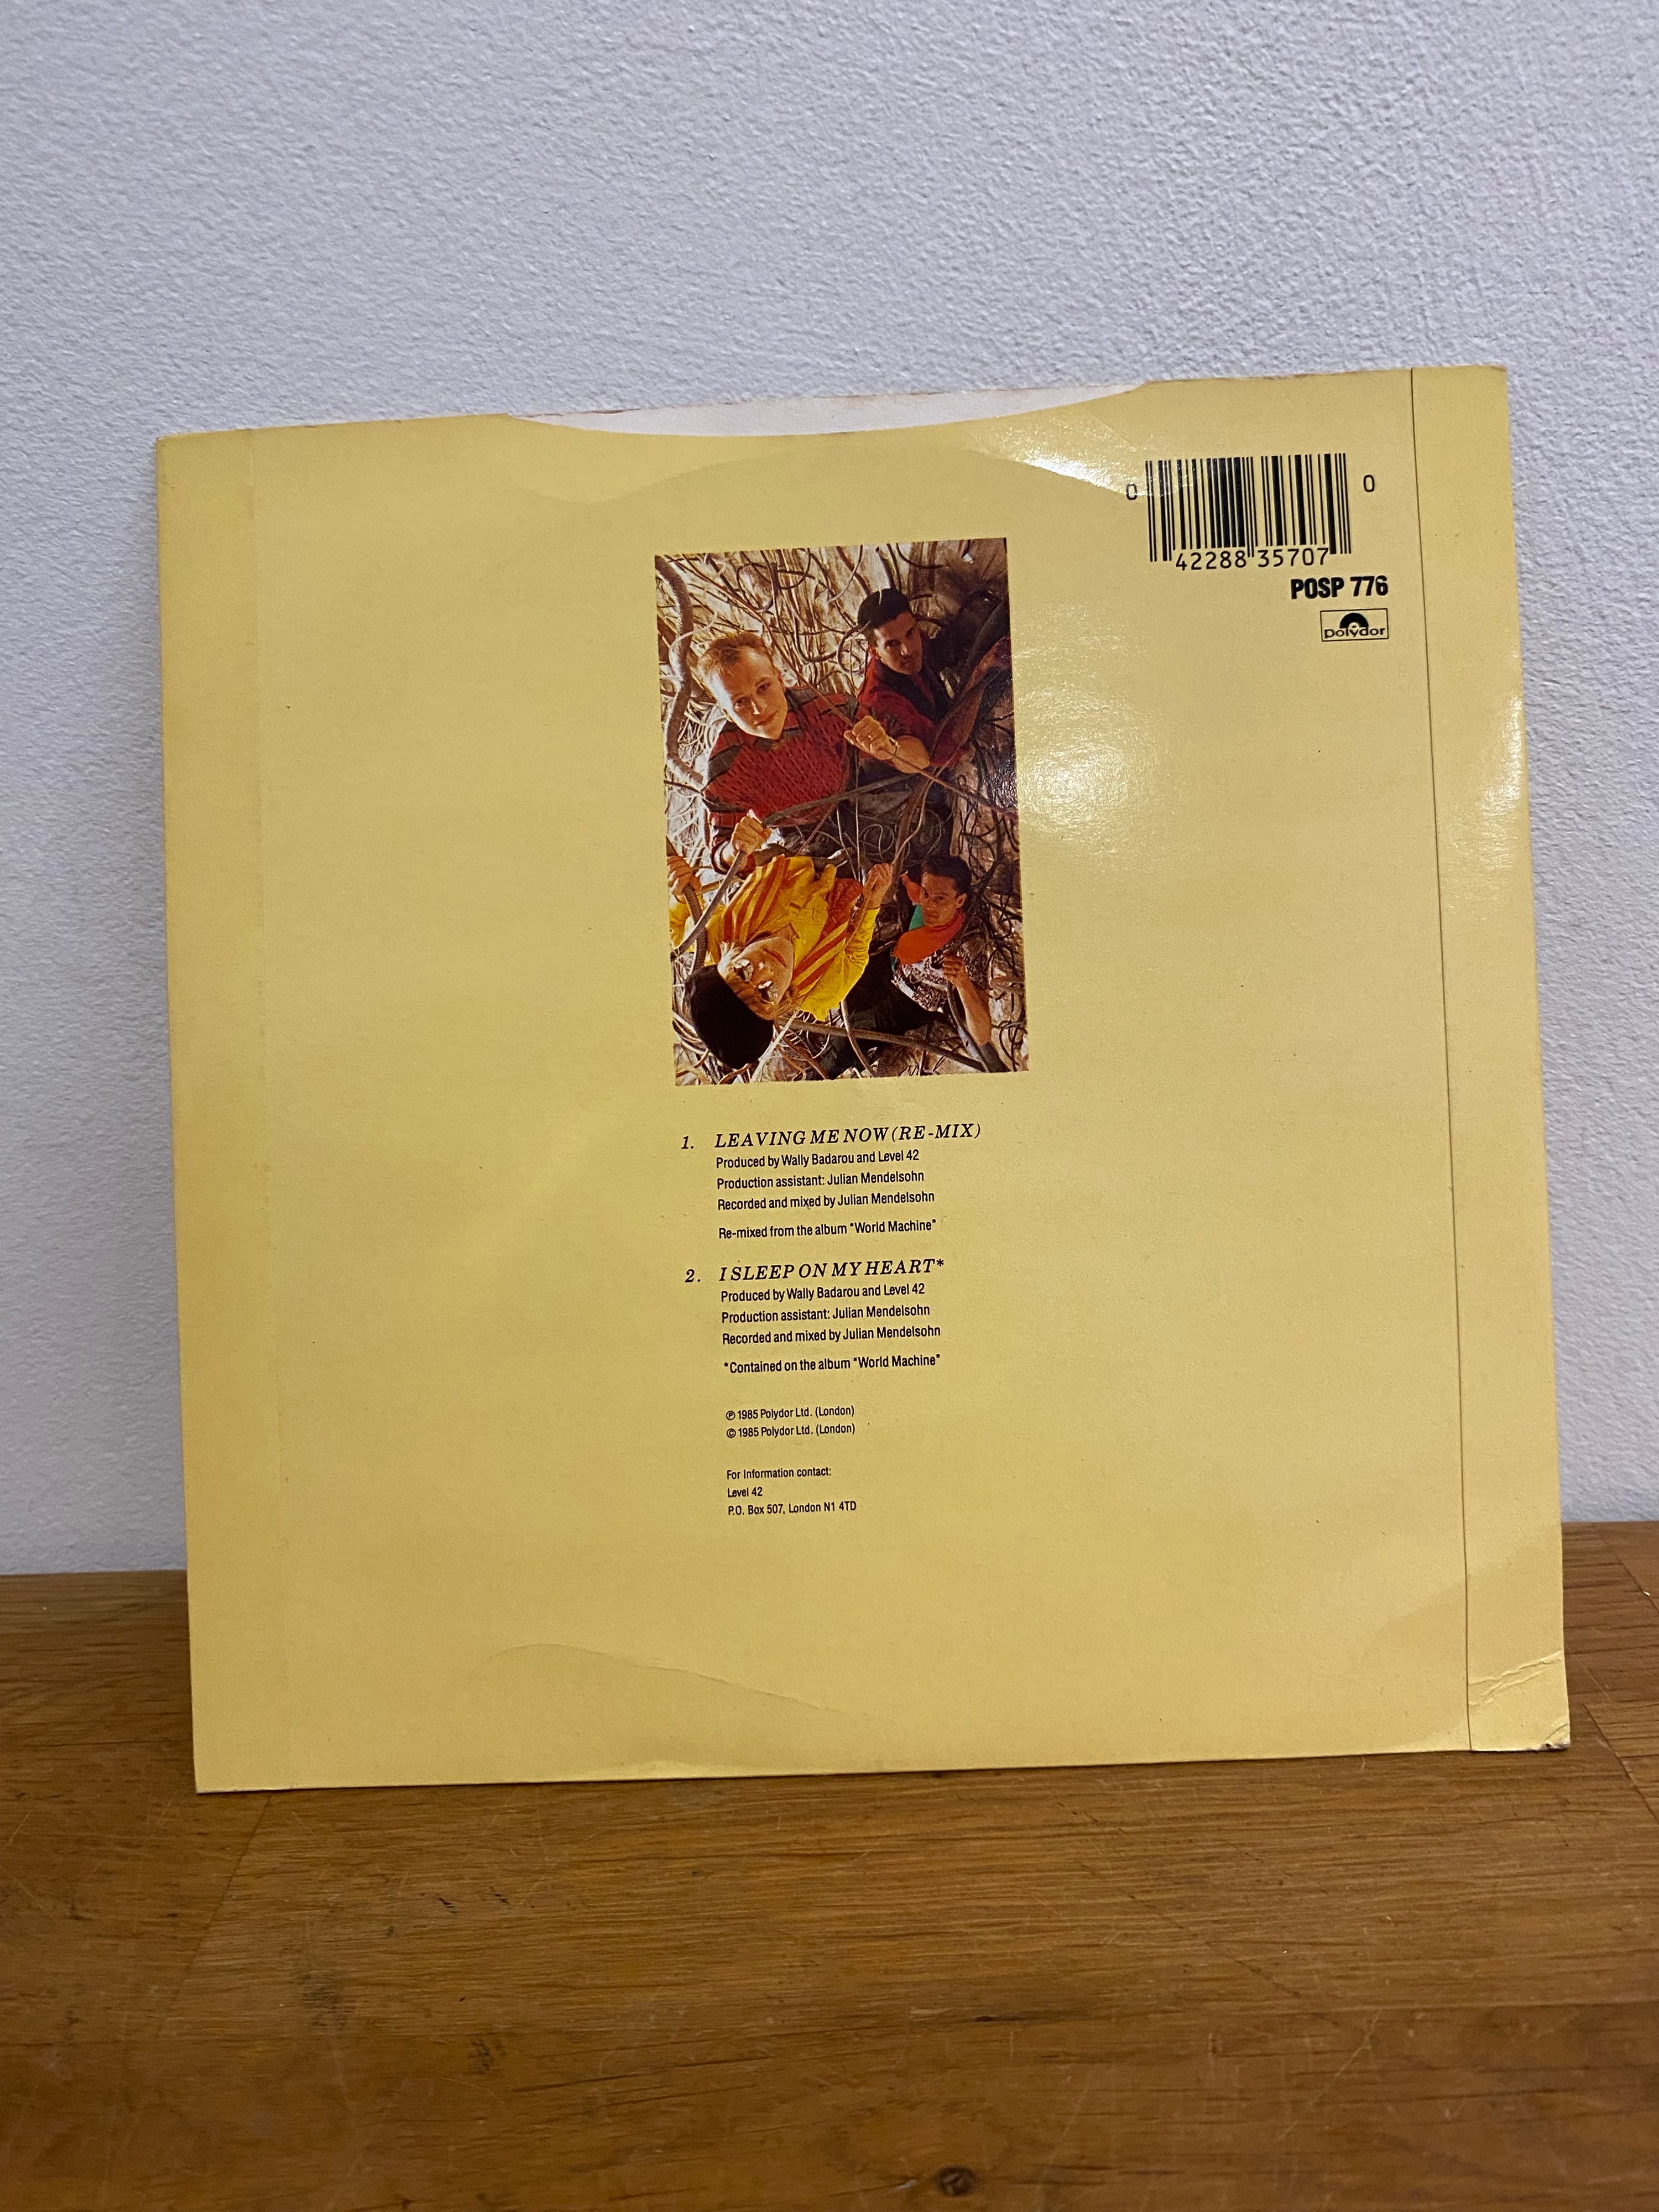 0 42288 35707 0
POSP 776
polydor
1. LEAVING ME NOW (RE-MIX)
Produced by Wally Badarou and Level 42
Production assistant: Julian Mendelsohn
Recorded and mixed by Julian Mendelsohn
Re-mixed from the album "World Machine"
2. I SLEEP ON MY HEART*
Produced by Wally Badarou and Level 42
Production assistant: Julian Mendelsohn
Recorded and mixed by Julian Mendelsohn
*Contained on the album "World Machine"
℗ 1985 Polydor Ltd. (London)
© 1985 Polydor Ltd. (London)
For Information contact:
Level 42
P.O. Box 507, London N1 4TD